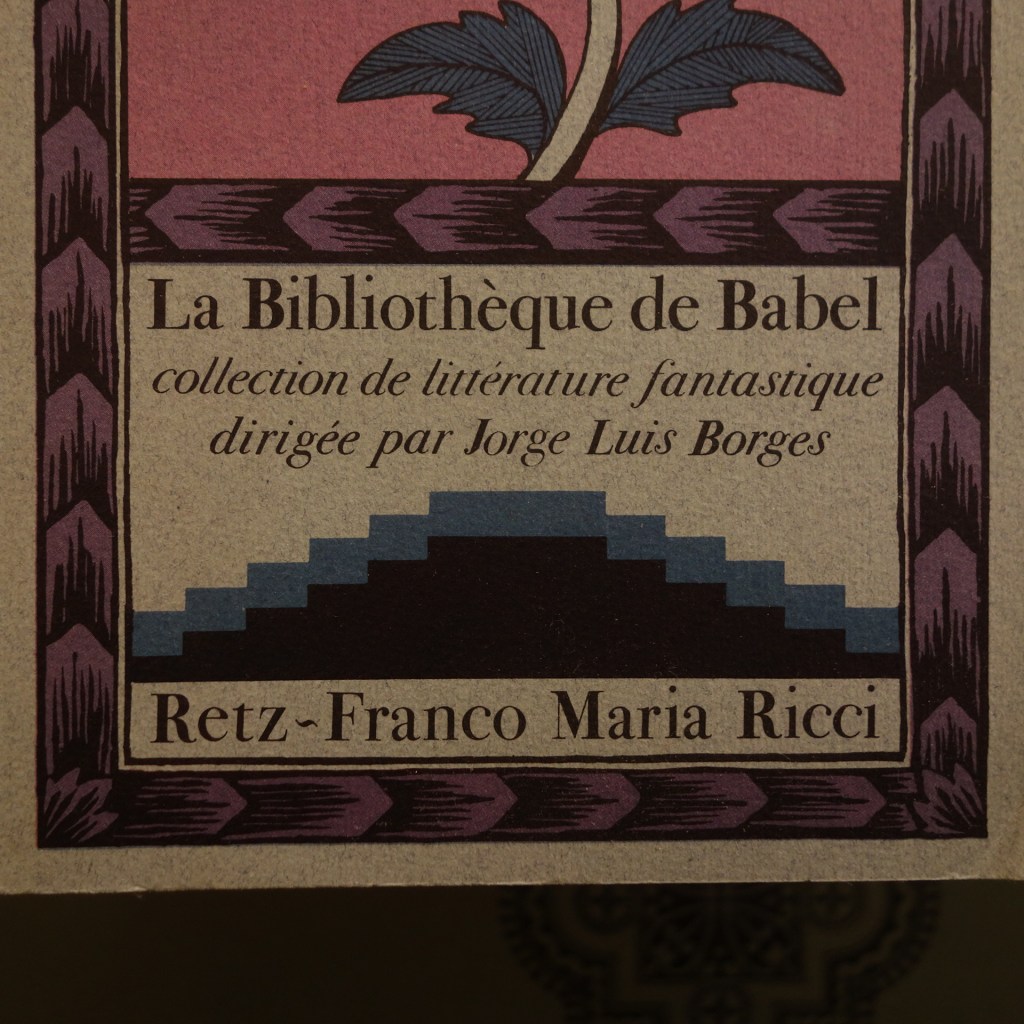 La Bibliothèque de Babel
collection de littérature fantastique
dirigée par Jorge Luis Borges
Retz~Franco Maria Ricci